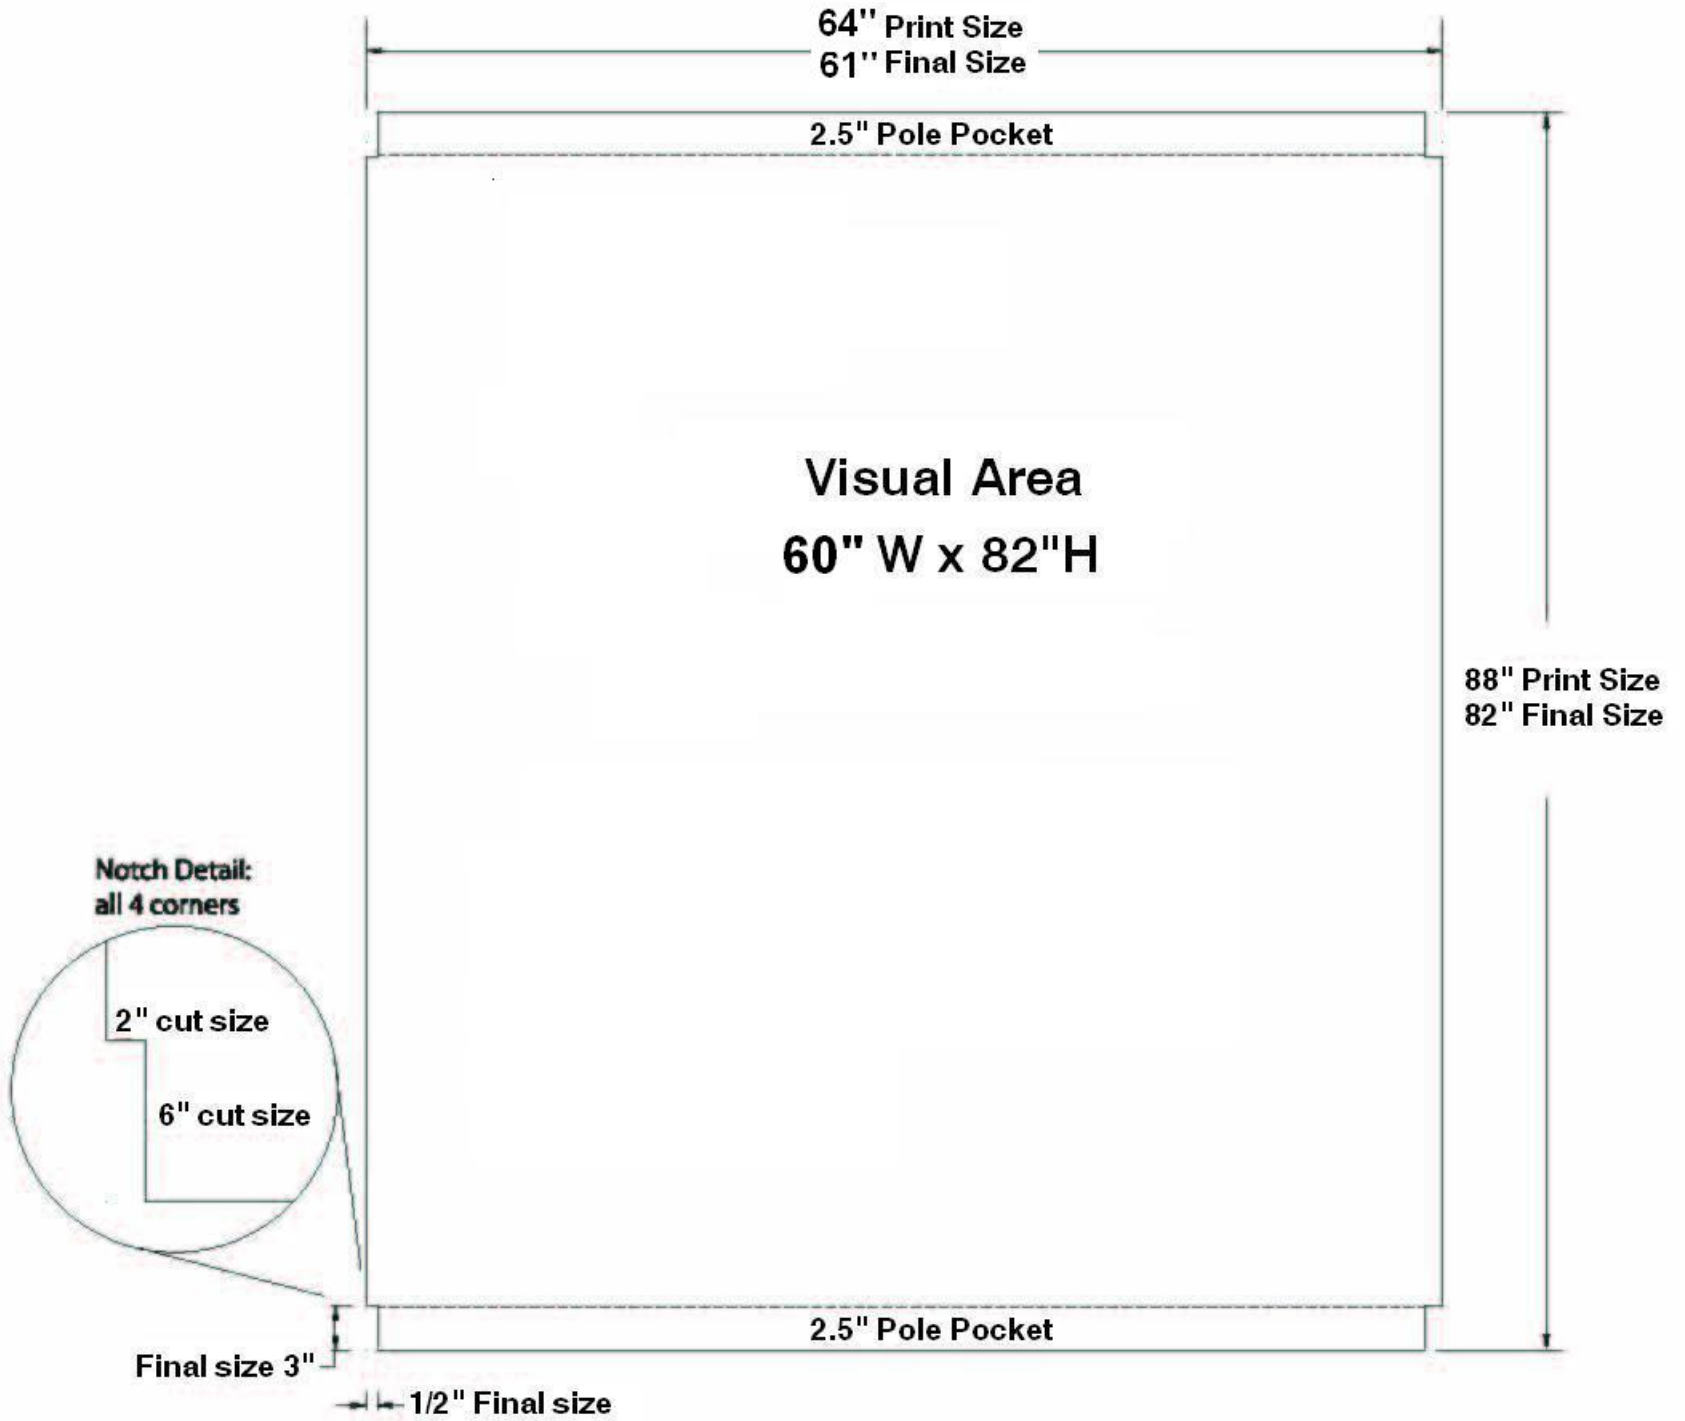 64" Print Size
61" Final Size
2.5" Pole Pocket
Visual Area
60" W x 82"H
88" Print Size
82" Final Size
Notch Detail:
all 4 corners
2" cut size
6" cut size
2.5" Pole Pocket
Final size 3"
1/2" Final size